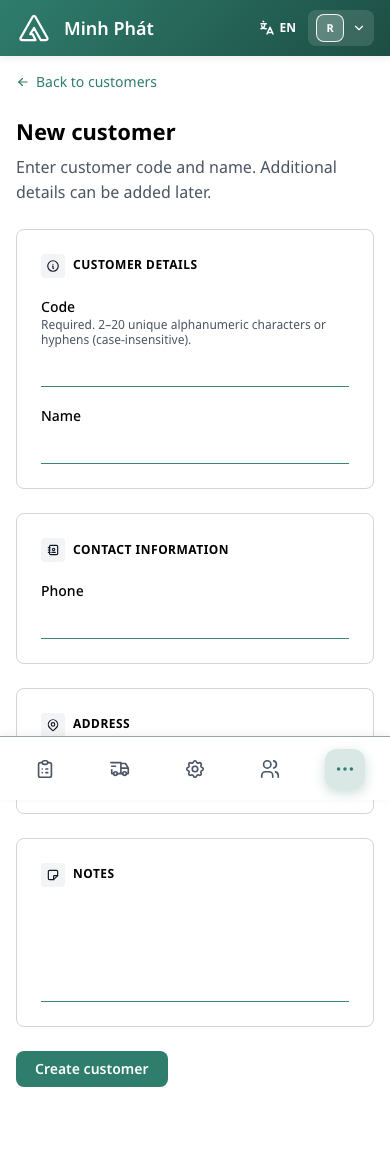 Minh Phát
EN
R
Back to customers
New customer
Enter customer code and name. Additional
details can be added later.
CUSTOMER DETAILS
Code
Required. 2–20 unique alphanumeric characters or
hyphens (case-insensitive).
Name
CONTACT INFORMATION
Phone
ADDRESS
NOTES
Create customer